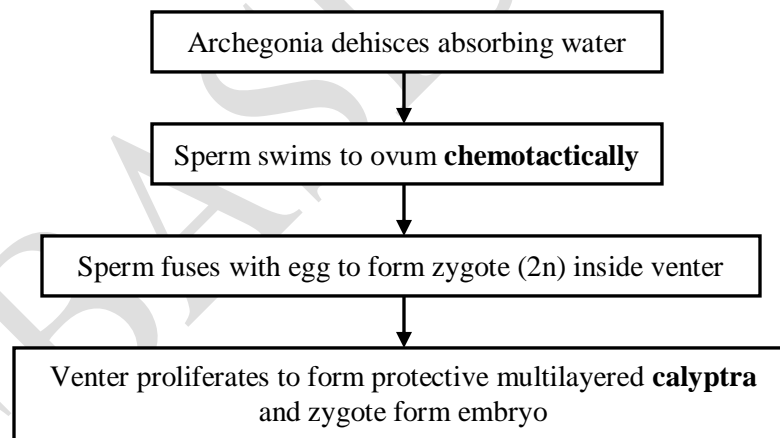 Archegonia dehisces absorbing water
Sperm swims to ovum chemotactically
Sperm fuses with egg to form zygote (2n) inside venter
Venter proliferates to form protective multilayered calyptra
and zygote form embryo